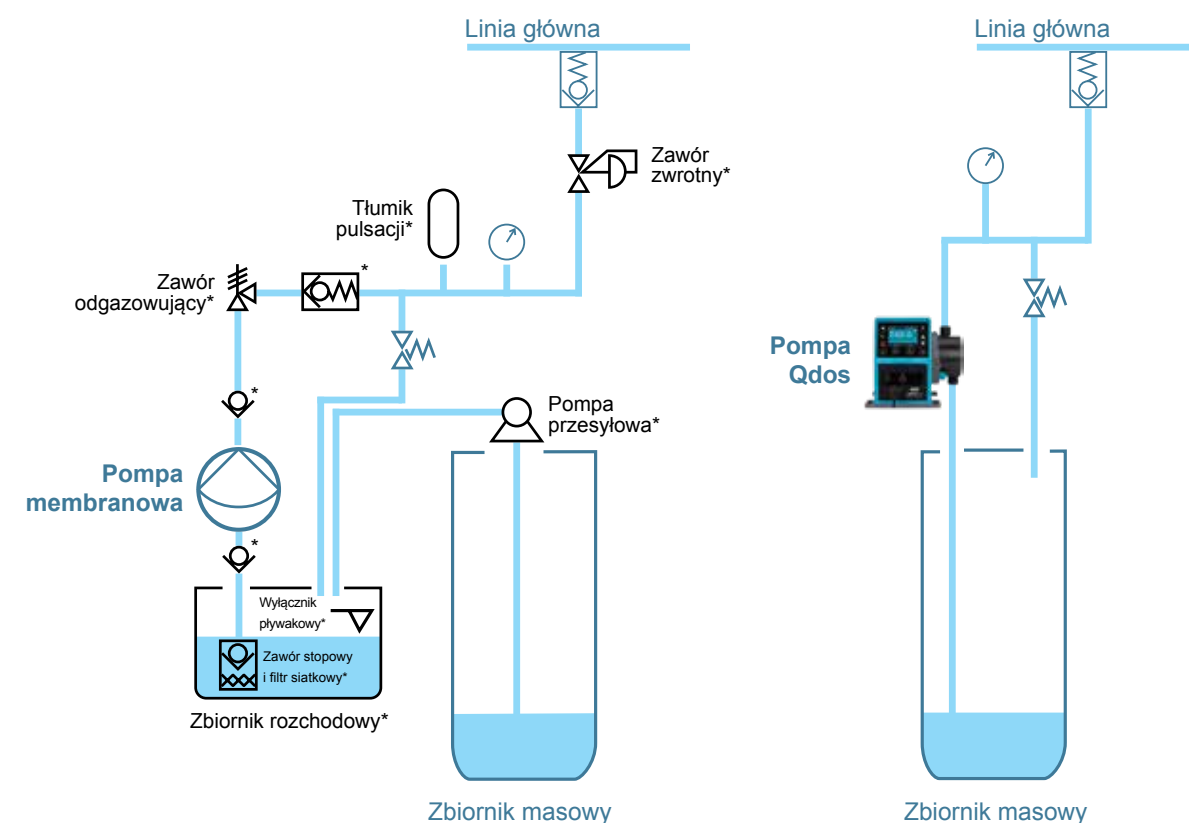 Linia główna
Zawór
zwrotny*
Tłumik
pulsacji*
Zawór
odgazowujący*
*
*
Pompa
membranowa
*
Pompa
przesyłowa*
Wyłącznik
pływakowy*
Zawór stopowy
i filtr siatkowy*
Zbiornik rozchodowy*
Zbiornik masowy
Linia główna
Pompa
Qdos
Zbiornik masowy